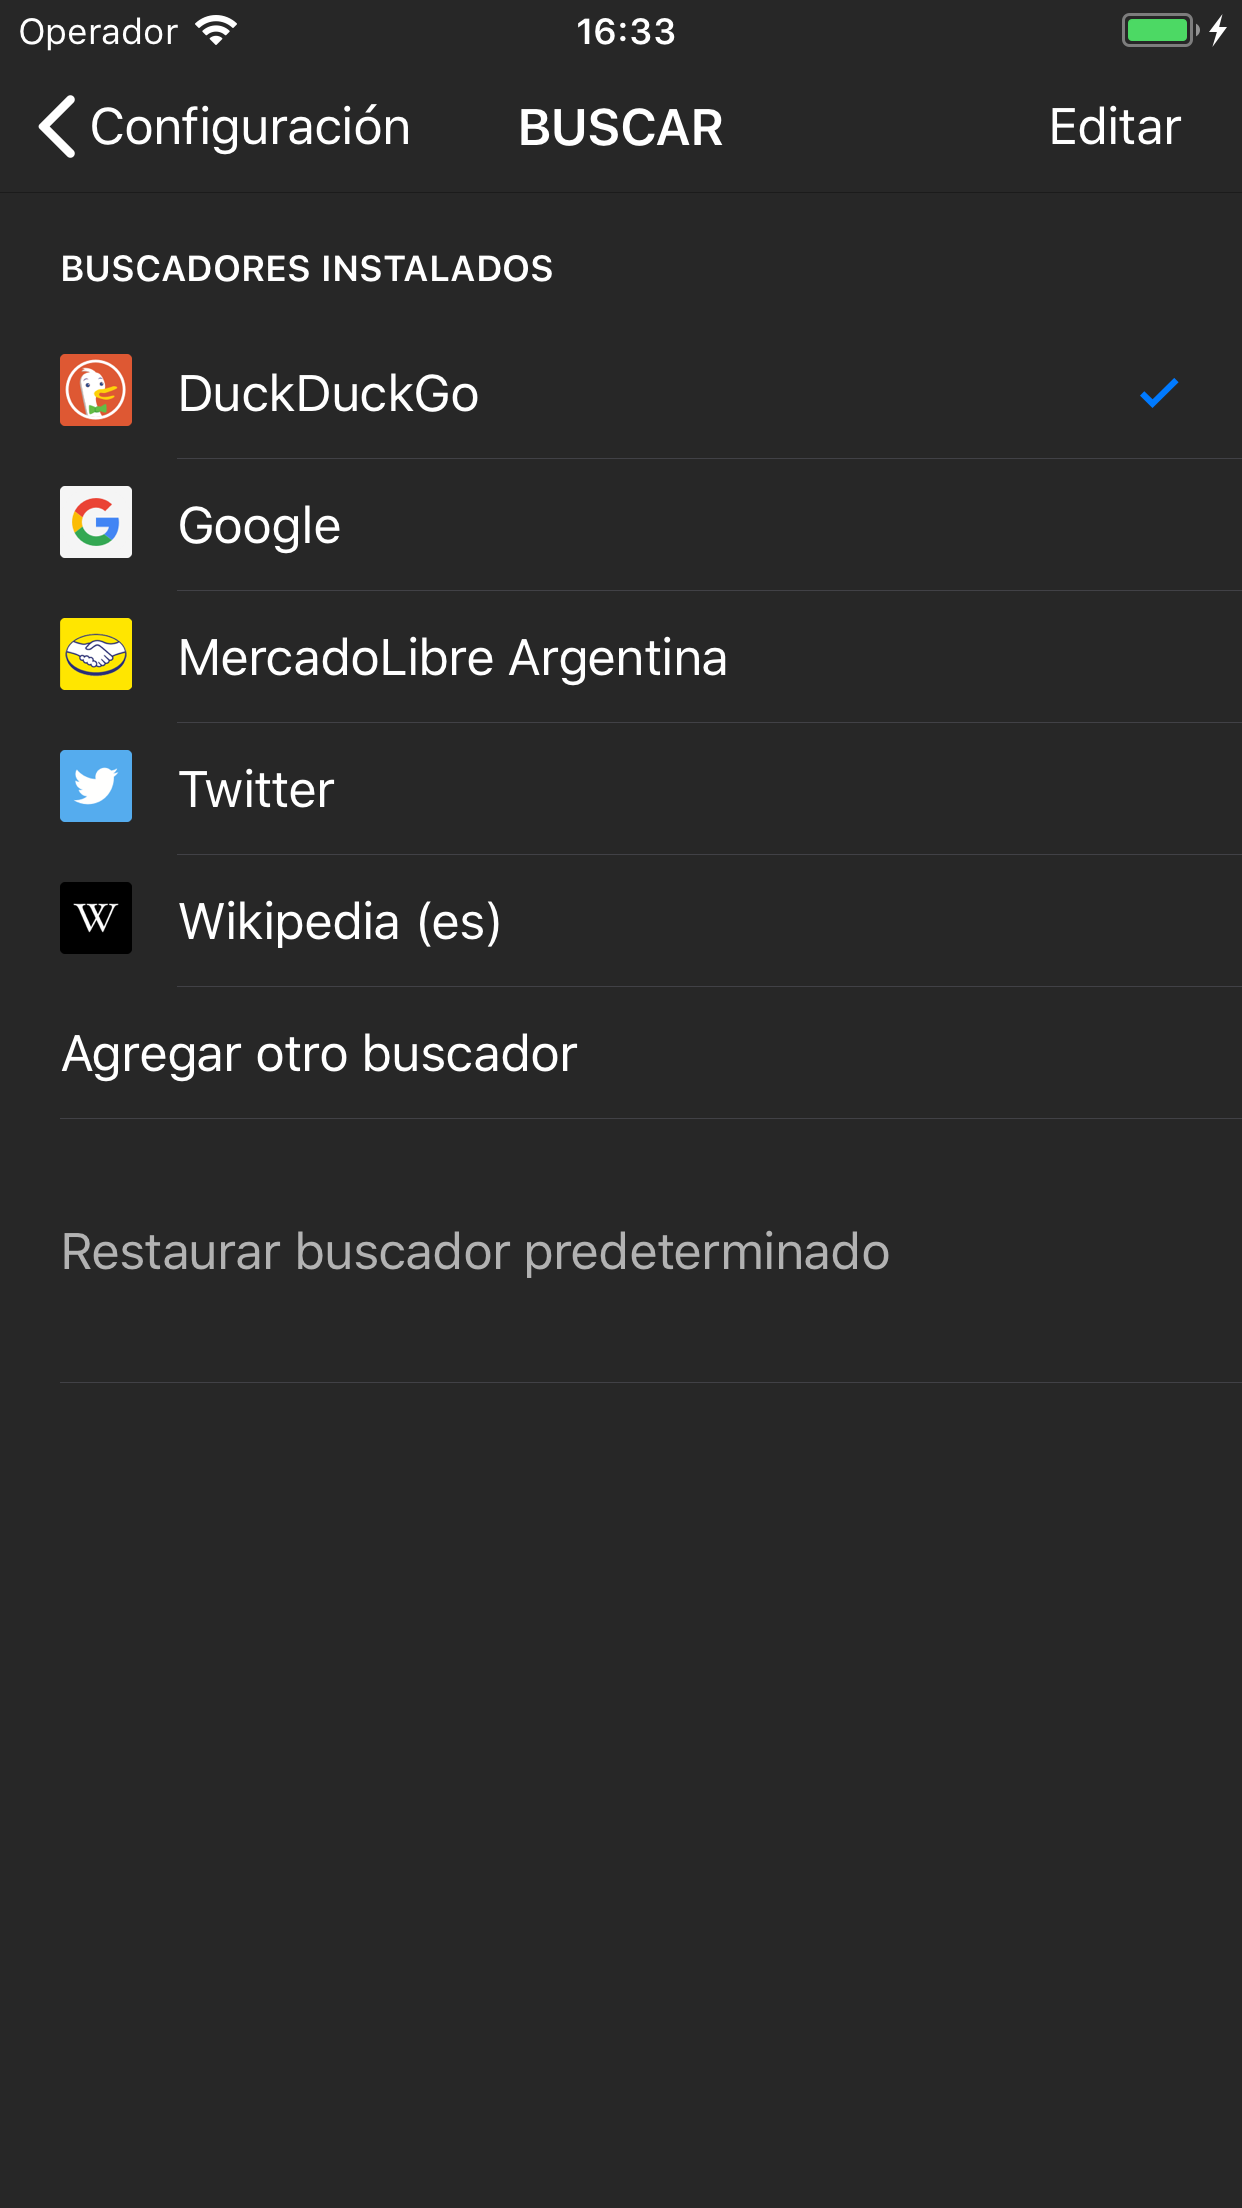 Operador 16:33
Configuración BUSCAR Editar
BUSCADORES INSTALADOS
DuckDuckGo
Google
MercadoLibre Argentina
Twitter
Wikipedia (es)
Agregar otro buscador
Restaurar buscador predeterminado